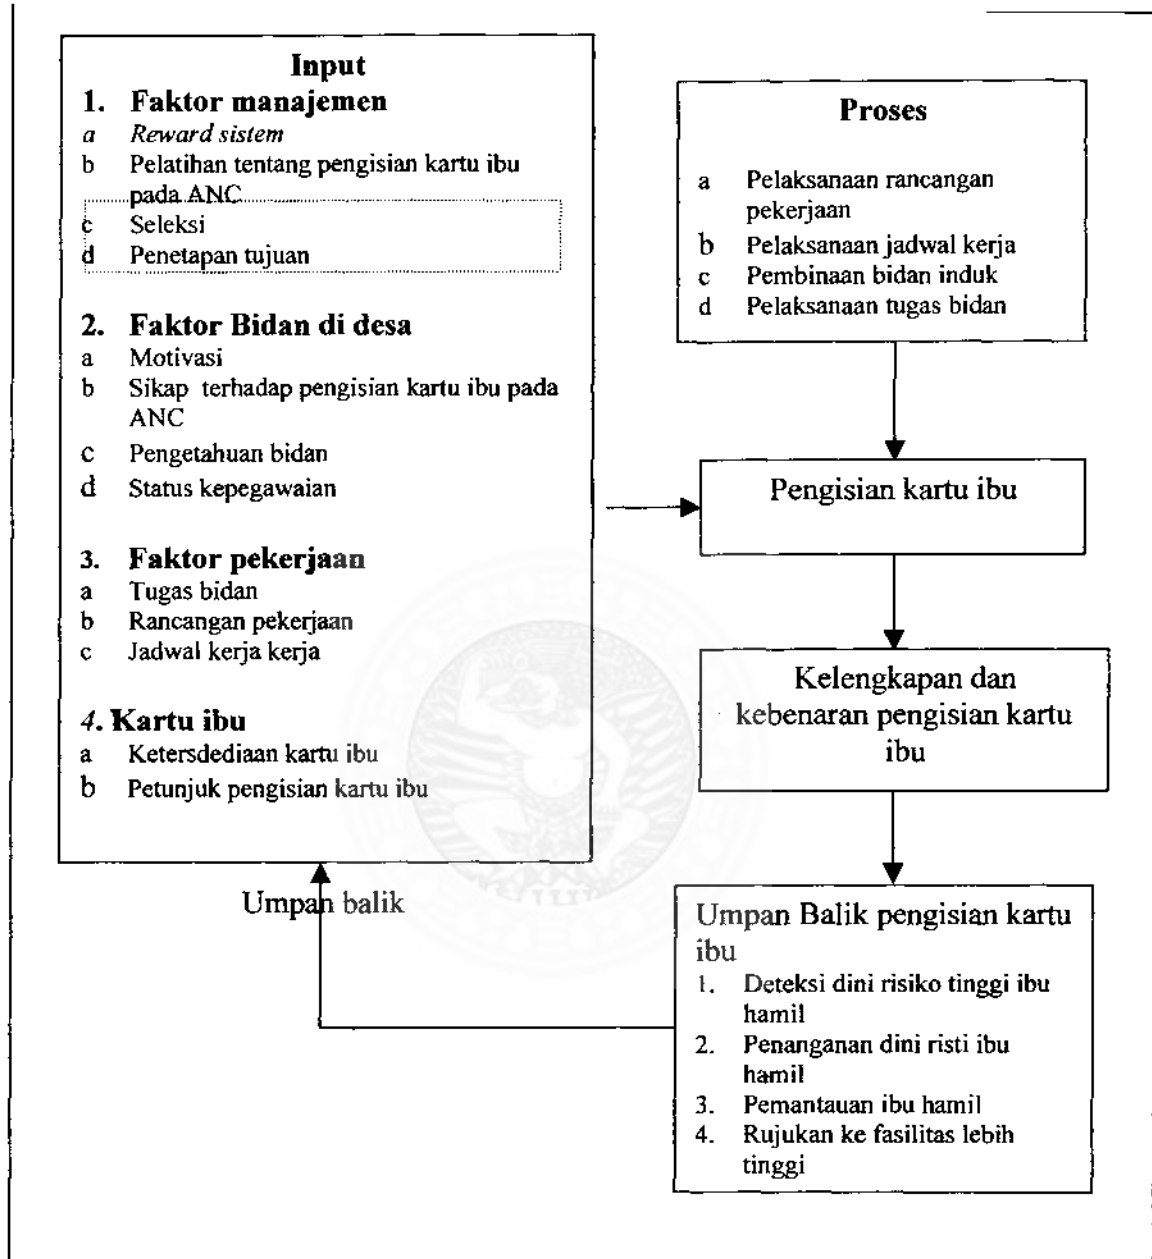 Input
1. Faktor manajemen
a Reward sistem
b Pelatihan tentang pengisian kartu ibu
pada ANC
c Seleksi
d Penetapan tujuan
2. Faktor Bidan di desa
a Motivasi
b Sikap terhadap pengisian kartu ibu pada
ANC
c Pengetahuan bidan
d Status kepegawaian
3. Faktor pekerjaan
a Tugas bidan
b Rancangan pekerjaan
c Jadwal kerja kerja
4. Kartu ibu
a Ketersdediaan kartu ibu
b Petunjuk pengisian kartu ibu
Umpan balik
Proses
a Pelaksanaan rancangan
pekerjaan
b Pelaksanaan jadwal kerja
c Pembinaan bidan induk
d Pelaksanaan tugas bidan
Pengisian kartu ibu
Kelengkapan dan
kebenaran pengisian kartu
ibu
Umpan Balik pengisian kartu
ibu
1. Deteksi dini risiko tinggi ibu
hamil
2. Penanganan dini risti ibu
hamil
3. Pemantauan ibu hamil
4. Rujukan ke fasilitas lebih
tinggi